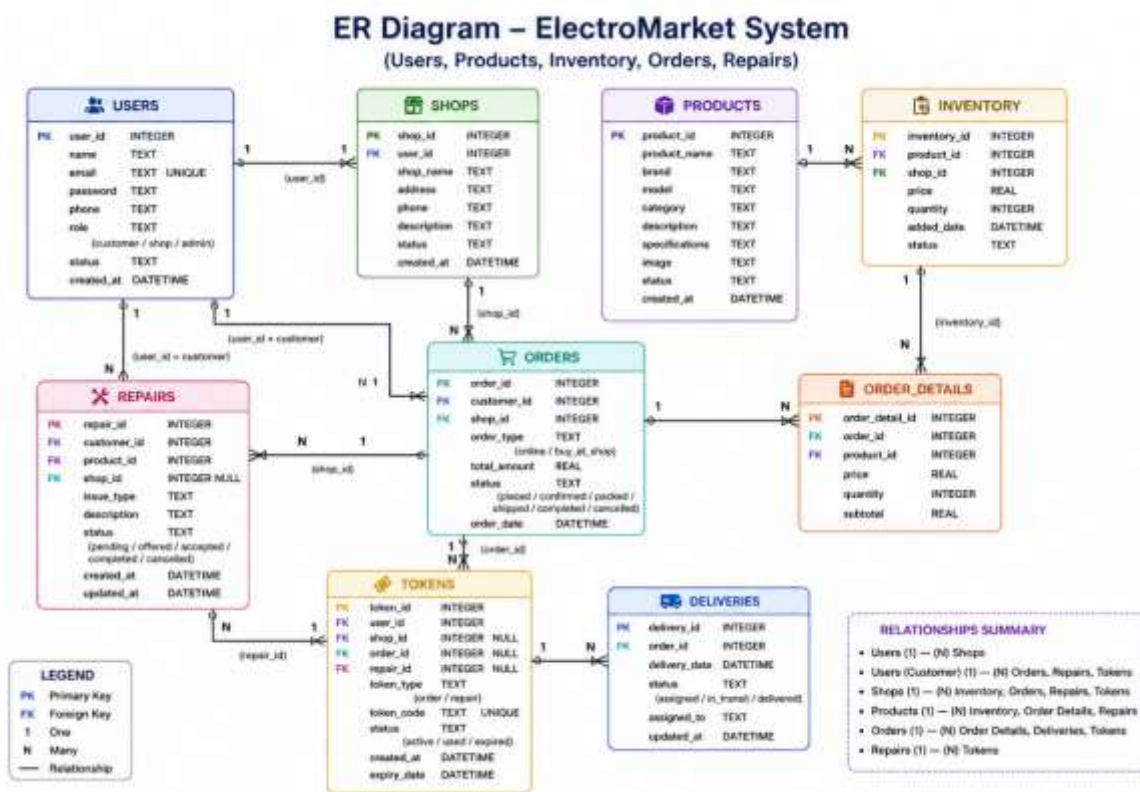 ER Diagram – ElectroMarket System
(Users, Products, Inventory, Orders, Repairs)
USERS
PK user_id INTEGER
name TEXT
email TEXT UNIQUE
password TEXT
phone TEXT
role TEXT
(customer / shop / admin)
status TEXT
created_at DATETIME
1 1
(user_id)
SHOPS
PK shop_id INTEGER
FK user_id INTEGER
shop_name TEXT
address TEXT
phone TEXT
description TEXT
status TEXT
created_at DATETIME
PRODUCTS
PK product_id INTEGER
product_name TEXT
brand TEXT
model TEXT
category TEXT
description TEXT
specifications TEXT
image TEXT
status TEXT
created_at DATETIME
1 N
INVENTORY
PK inventory_id INTEGER
FK product_id INTEGER
FK shop_id INTEGER
price REAL
quantity INTEGER
added_date DATETIME
status TEXT
1
N
(user_id = customer)
1
(user_id = customer)
N 1
1
(shop_id)
N
1
(inventory_id)
N
REPAIRS
PK repair_id INTEGER
FK customer_id INTEGER
FK product_id INTEGER
FK shop_id INTEGER NULL
issue_type TEXT
description TEXT
status TEXT
(pending / offered / accepted /
completed / cancelled)
created_at DATETIME
updated_at DATETIME
N 1
(shop_id)
ORDERS
PK order_id INTEGER
FK customer_id INTEGER
FK shop_id INTEGER
order_type TEXT
(online / buy_at_shop)
total_amount REAL
status TEXT
(placed / confirmed / packed /
shipped / completed / cancelled)
order_date DATETIME
1 N
ORDER_DETAILS
PK order_detail_id INTEGER
FK order_id INTEGER
FK product_id INTEGER
price REAL
quantity INTEGER
subtotal REAL
1
(order_id)
N
N 1
(repair_id)
TOKENS
PK token_id INTEGER
FK user_id INTEGER
FK shop_id INTEGER NULL
FK order_id INTEGER NULL
FK repair_id INTEGER NULL
token_type TEXT
(order / repair)
token_code TEXT UNIQUE
status TEXT
(active / used / expired)
created_at DATETIME
expiry_date DATETIME
1 N
DELIVERIES
PK delivery_id INTEGER
FK order_id INTEGER
delivery_date DATETIME
status TEXT
(assigned / in_transit / delivered)
assigned_to TEXT
updated_at DATETIME
LEGEND
PK Primary Key
FK Foreign Key
1 One
N Many
Relationship
RELATIONSHIPS SUMMARY
• Users (1) — (N) Shops
• Users (Customer) (1) — (N) Orders, Repairs, Tokens
• Shops (1) — (N) Inventory, Orders, Repairs, Tokens
• Products (1) — (N) Inventory, Order Details, Repairs
• Orders (1) — (N) Order Details, Deliveries, Tokens
• Repairs (1) — (N) Tokens